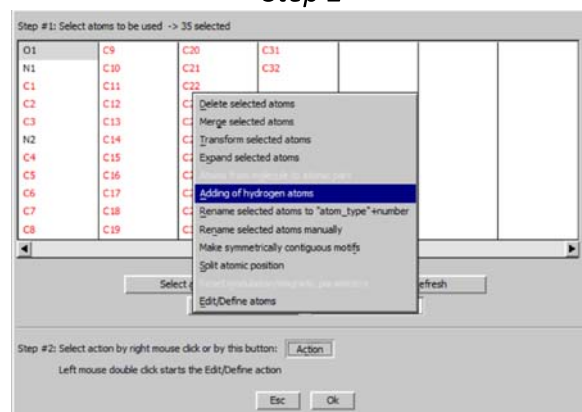 Step #1: Select atoms to be used -> 35 selected
O1 C9 C20 C31
N1 C10 C21 C32
C1 C11 C22
C2 C12
C3 C13
N2 C14
C4 C15
C5 C16
C6 C17
C7 C18
C8 C19
Delete selected atoms
Merge selected atoms
Transform selected atoms
Expand selected atoms
Adding of hydrogen atoms
Rename selected atoms to "atom_type"+number
Rename selected atoms manually
Make symmetrically contiguous motifs
Split atomic position
Edit/Define atoms
Select
efresh
Step #2: Select action by right mouse click or by this button: Action
Left mouse double click starts the Edit/Define action
Esc Ok